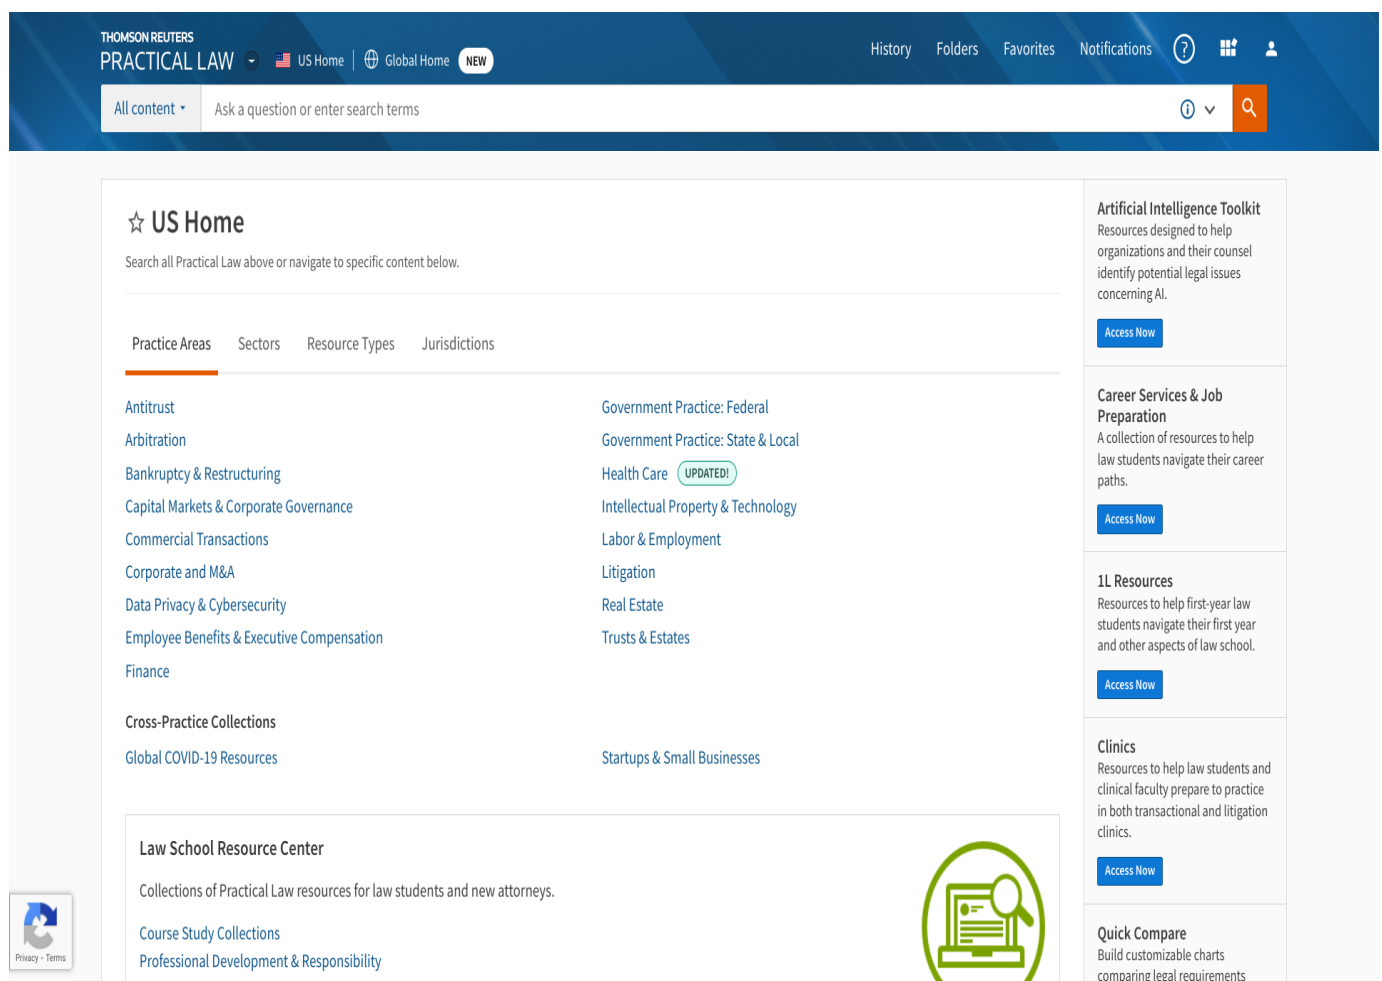 THOMSON REUTERS
PRACTICAL LAW
US Home
Global Home
NEW
History
Folders
Favorites
Notifications
?
All content
Ask a question or enter search terms
US Home
Search all Practical Law above or navigate to specific content below.
Practice Areas
Sectors
Resource Types
Jurisdictions
Antitrust
Arbitration
Bankruptcy & Restructuring
Capital Markets & Corporate Governance
Commercial Transactions
Corporate and M&A
Data Privacy & Cybersecurity
Employee Benefits & Executive Compensation
Finance
Government Practice: Federal
Government Practice: State & Local
Health Care UPDATED!
Intellectual Property & Technology
Labor & Employment
Litigation
Real Estate
Trusts & Estates
Cross-Practice Collections
Global COVID-19 Resources
Startups & Small Businesses
Law School Resource Center
Collections of Practical Law resources for law students and new attorneys.
Course Study Collections
Professional Development & Responsibility
Artificial Intelligence Toolkit
Resources designed to help
organizations and their counsel
identify potential legal issues
concerning AI.
Access Now
Career Services & Job
Preparation
A collection of resources to help
law students navigate their career
paths.
Access Now
1L Resources
Resources to help first-year law
students navigate their first year
and other aspects of law school.
Access Now
Clinics
Resources to help law students and
clinical faculty prepare to practice
in both transactional and litigation
clinics.
Access Now
Quick Compare
Build customizable charts
comparing legal requirements
Privacy - Terms